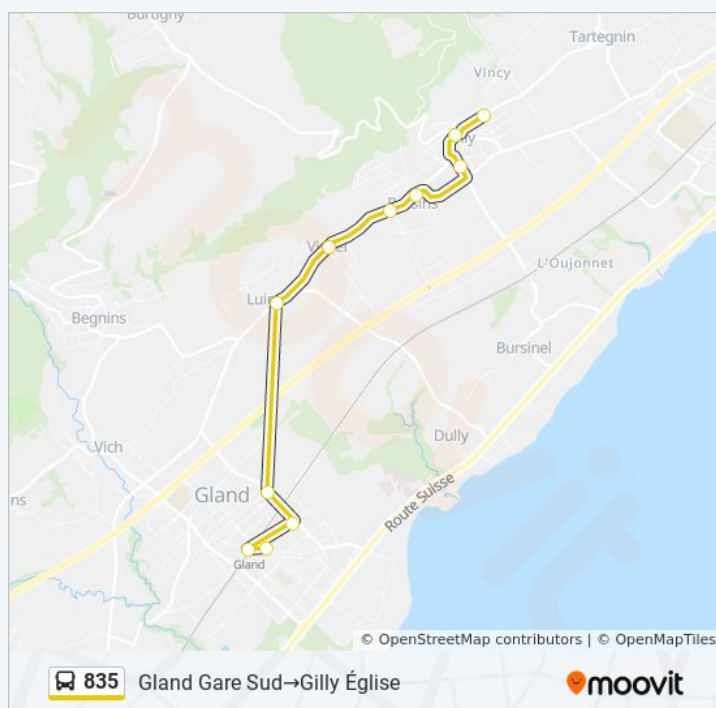 Burtigny
Tartegnin
Vincy
L'Oujonnet
Begnins
Bursinel
Vich
Dully
Gland
Route Suisse
Gland
© OpenStreetMap contributors | © OpenMapTiles
835 Gland Gare Sud→Gilly Église
moovit